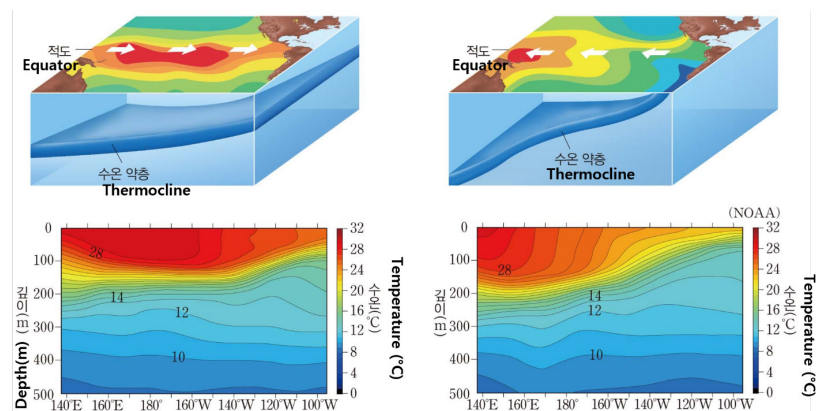 적도
Equator
수온 약층
Thermocline
적도
Equator
수온 약층
Thermocline
0
100
200
300
400
500
깊이
(m)
Depth(m)
28
14
12
10
140°E 160°E 180° 160°W 140°W 120°W 100°W
32
28
24
20
16
12
8
4
0
수온(℃)
Temperature (°C)
(NOAA)
0
100
200
300
400
500
깊이
(m)
28
14
12
10
140°E 160°E 180° 160°W 140°W 120°W 100°W
32
28
24
20
16
12
8
4
0
수온(℃)
Temperature (°C)